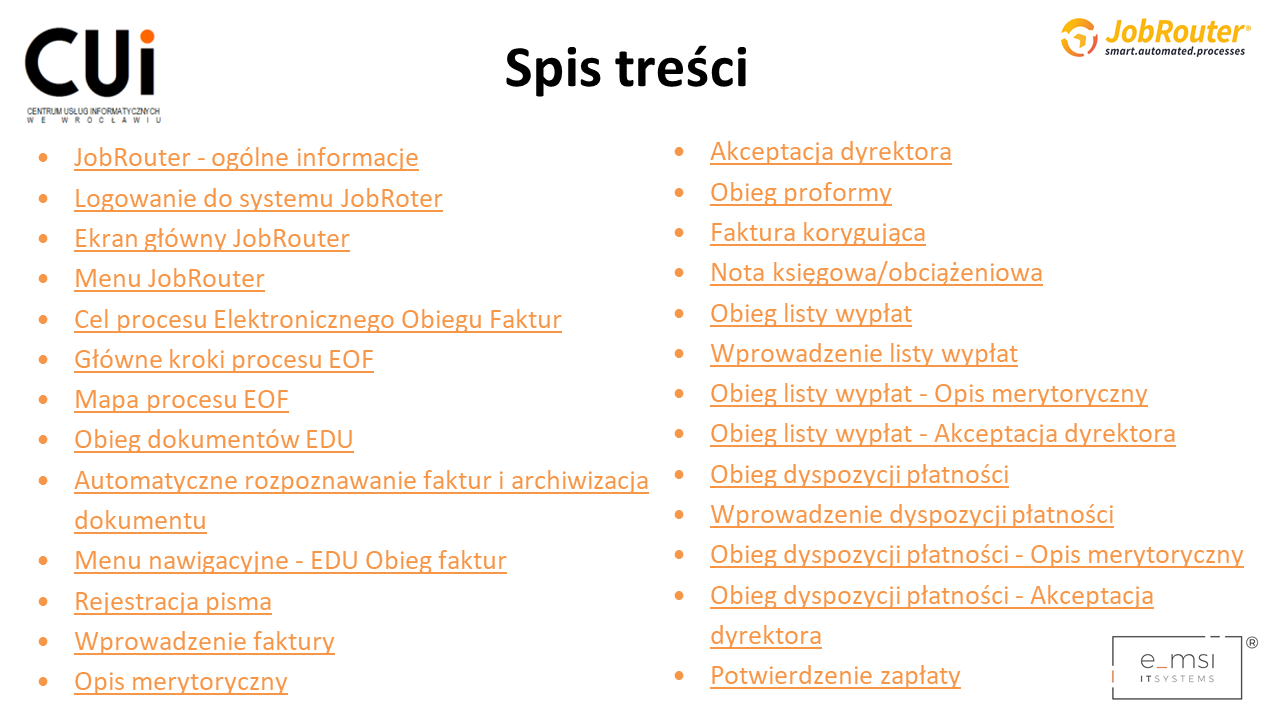 CUi
CENTRUM USŁUG INFORMATYCZNYCH
WE WROCŁAWIU
Spis treści
JobRouter®
smart.automated.processes
• JobRouter - ogólne informacje
• Logowanie do systemu JobRoter
• Ekran główny JobRouter
• Menu JobRouter
• Cel procesu Elektronicznego Obiegu Faktur
• Główne kroki procesu EOF
• Mapa procesu EOF
• Obieg dokumentów EDU
• Automatyczne rozpoznawanie faktur i archiwizacja
dokumentu
• Menu nawigacyjne - EDU Obieg faktur
• Rejestracja pisma
• Wprowadzenie faktury
• Opis merytoryczny
• Akceptacja dyrektora
• Obieg proformy
• Faktura korygująca
• Nota księgowa/obciążeniowa
• Obieg listy wypłat
• Wprowadzenie listy wypłat
• Obieg listy wypłat - Opis merytoryczny
• Obieg listy wypłat - Akceptacja dyrektora
• Obieg dyspozycji płatności
• Wprowadzenie dyspozycji płatności
• Obieg dyspozycji płatności - Opis merytoryczny
• Obieg dyspozycji płatności - Akceptacja
dyrektora
• Potwierdzenie zapłaty
e_msi ®
ITSYSTEMS